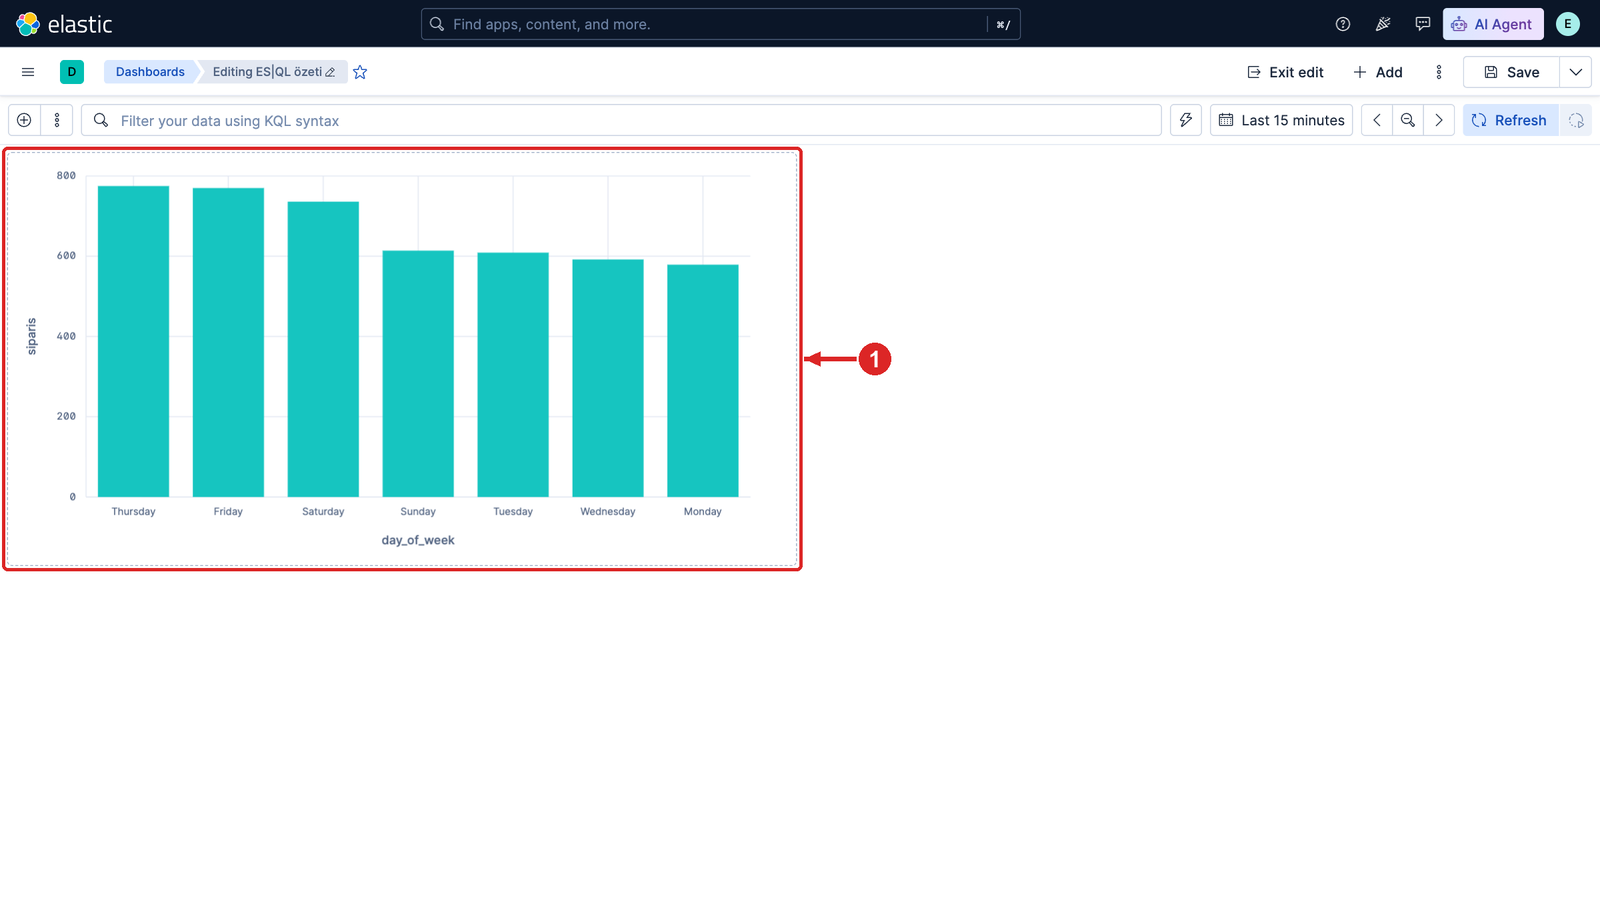 elastic
Find apps, content, and more.
⌘/
AI Agent
E
D
Dashboards
Editing ES|QL özeti
Exit edit
Add
Save
Filter your data using KQL syntax
Last 15 minutes
Refresh
800
600
400
200
0
siparis
Thursday
Friday
Saturday
Sunday
Tuesday
Wednesday
Monday
day_of_week
1